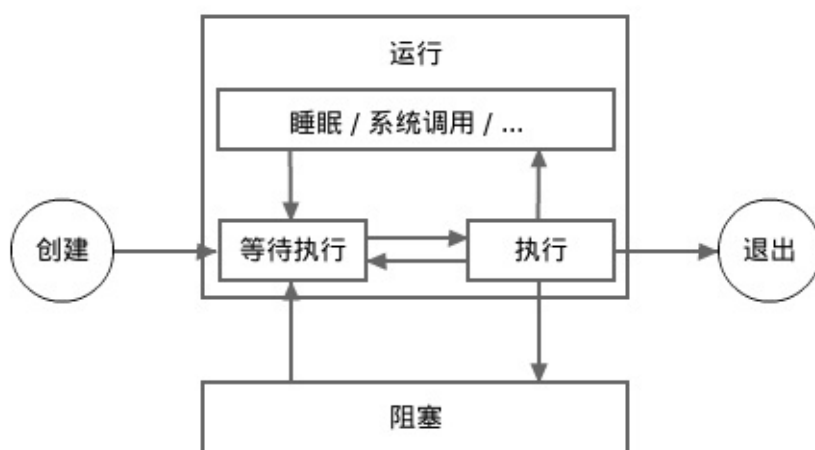 运行
睡眠 / 系统调用 / ...
创建
等待执行
执行
退出
阻塞